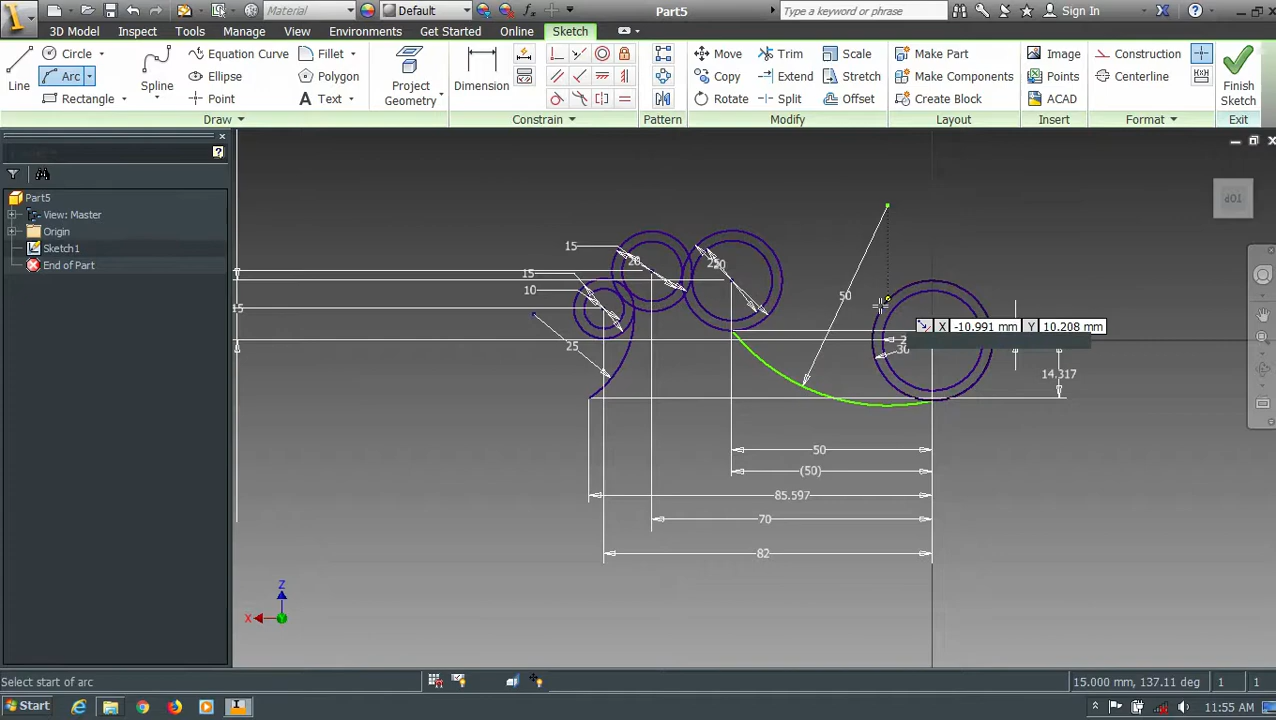 Material
Default
Part5
Type a help command or phrase
Sign In
3D Model
Inspect
Tools
Manage
View
Environments
Get Started
Online
Sketch
Line
Circle
Arc
Rectangle
Spline
Equation Curve
Ellipse
Point
Fillet
Polygon
Text
Project Geometry
Dimension
Move
Copy
Rotate
Trim
Extend
Split
Scale
Stretch
Offset
Make Part
Make Components
Create Block
Image
Points
ACAD
Construction
Centerline
Finish Sketch
Draw
Constrain
Pattern
Modify
Layout
Insert
Format
Exit
Part5
View: Master
Origin
Sketch1
End of Part
TOP
15
20
15
10
50
15
25
X -10.991 mm Y 10.208 mm
30
14.317
50
(50)
85.597
70
82
Z
X
Y
Select start of arc
15.000 mm, 137.11 deg
1
1
Start
11:55 AM